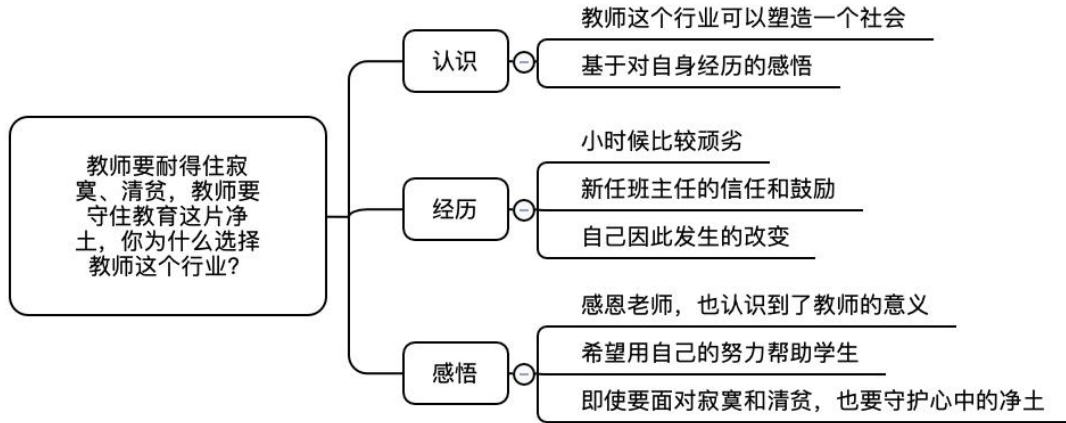 教师要耐得住寂
寞、清贫，教师要
守住教育这片净
土，你为什么选择
教师这个行业？
认识
教师这个行业可以塑造一个社会
基于对自身经历的感悟
经历
小时候比较顽劣
新任班主任的信任和鼓励
自己因此发生的改变
感悟
感恩老师，也认识到了教师的意义
希望用自己的努力帮助学生
即使要面对寂寞和清贫，也要守护心中的净土